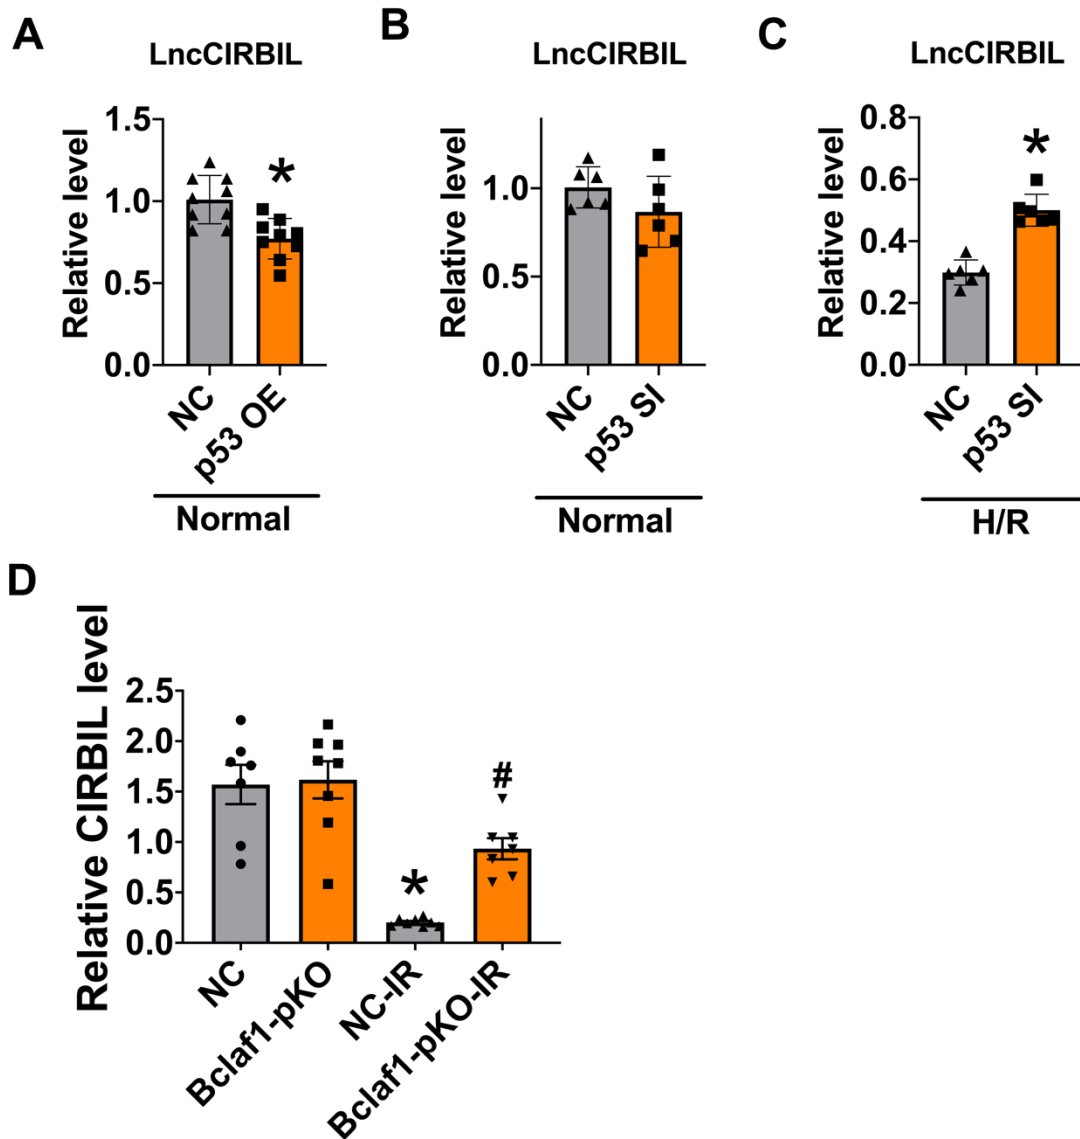 A
LncCIRBIL
Relative level
1.5
1.0
0.5
0.0
*
NC
p53 OE
Normal
B
LncCIRBIL
Relative level
1.0
0.5
0.0
NC
p53 SI
Normal
C
LncCIRBIL
Relative level
0.8
0.6
0.4
0.2
0.0
*
NC
p53 SI
H/R
D
Relative CIRBIL level
2.5
2.0
1.5
1.0
0.5
0.0
*
#
NC
Bclaf1-pKO
NC-IR
Bclaf1-pKO-IR